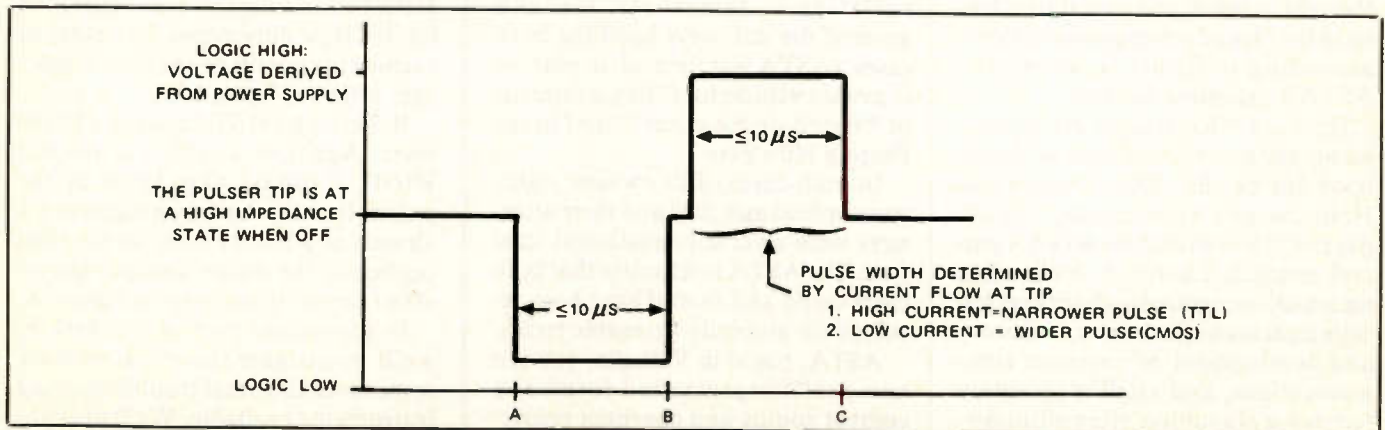 LOGIC HIGH:
VOLTAGE DERIVED
FROM POWER SUPPLY
THE PULSER TIP IS AT
A HIGH IMPEDANCE
STATE WHEN OFF
LOGIC LOW
≤10 μS
≤10 μS
PULSE WIDTH DETERMINED
BY CURRENT FLOW AT TIP
1. HIGH CURRENT=NARROWER PULSE (TTL)
2. LOW CURRENT = WIDER PULSE(CMOS)
A B C